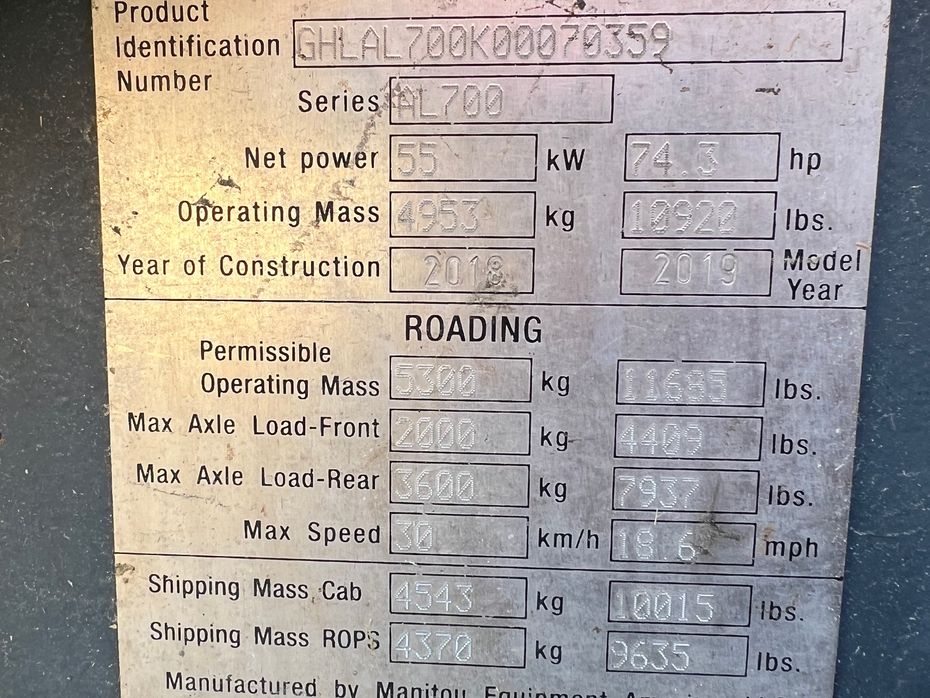 Product
Identification GHLAL700K00070359
Number
Series AL700
Net power 55 kW 74.3 hp
Operating Mass 4953 kg 10920 lbs.
Year of Construction 2018 2019 Model
Year
ROADING
Permissible
Operating Mass 5300 kg 11685 lbs.
Max Axle Load-Front 2000 kg 4409 lbs.
Max Axle Load-Rear 3600 kg 7937 lbs.
Max Speed 30 km/h 18.6 mph
Shipping Mass Cab 4543 kg 10015 lbs.
Shipping Mass ROPS 4370 kg 9635 lbs.
Manufactured by Manitou Equipment